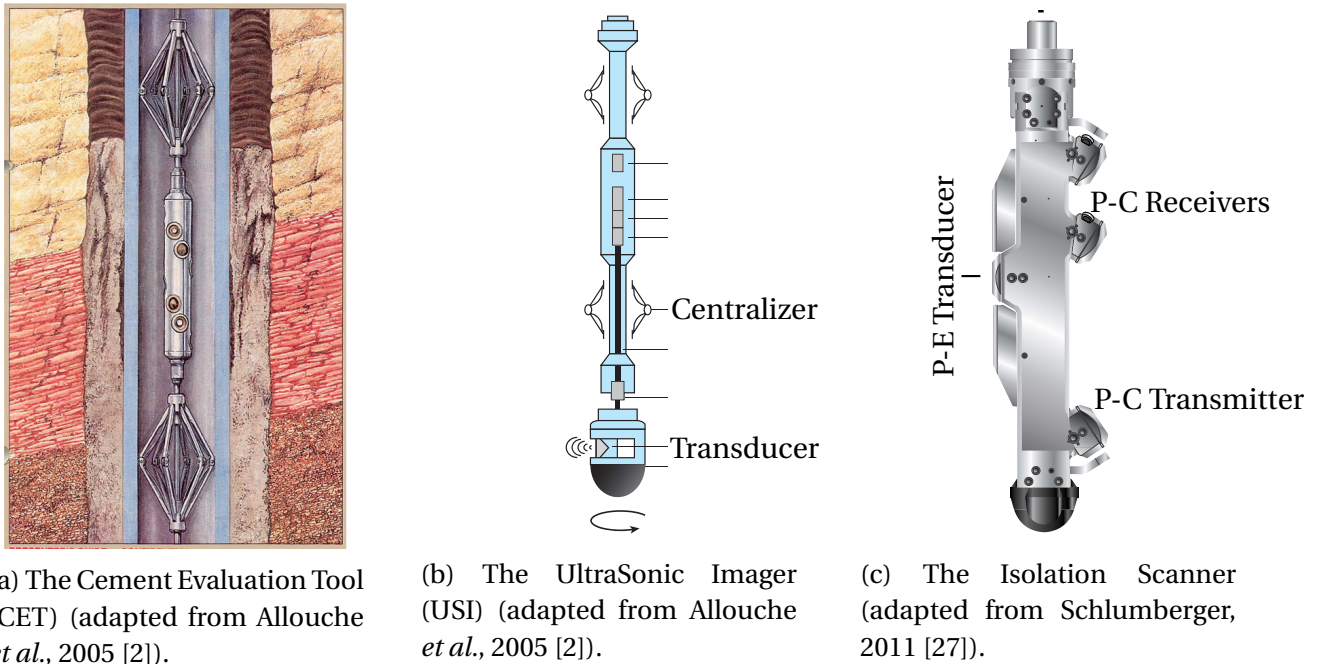 P-E Transducer
P-C Receivers
Centralizer
P-C Transmitter
Transducer
a) The Cement Evaluation Tool
CET) (adapted from Allouche
et al., 2005 [2]).
(b) The UltraSonic Imager
(USI) (adapted from Allouche
et al., 2005 [2]).
(c) The Isolation Scanner
(adapted from Schlumberger,
2011 [27]).